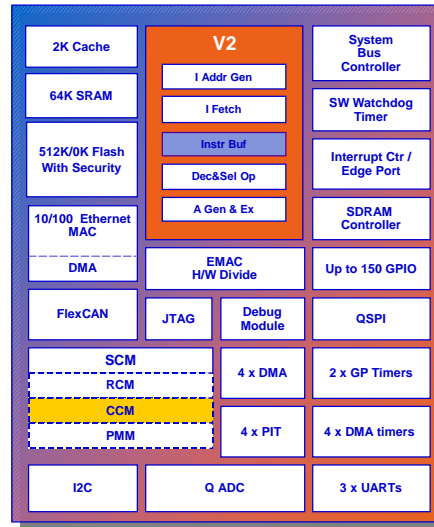 2K Cache
64K SRAM
512K/0K Flash
With Security
10/100 Ethernet
MAC
DMA
FlexCAN
V2
I Addr Gen
I Fetch
Instr Buf
Dec&Sel Op
A Gen & Ex
EMAC
H/W Divide
JTAG
Debug
Module
System
Bus
Controller
SW Watchdog
Timer
Interrupt Ctr /
Edge Port
SDRAM
Controller
Up to 150 GPIO
QSPI
SCM
RCM
CCM
PMM
4 x DMA
2 x GP Timers
4 x PIT
4 x DMA timers
I2C
Q ADC
3 x UARTs